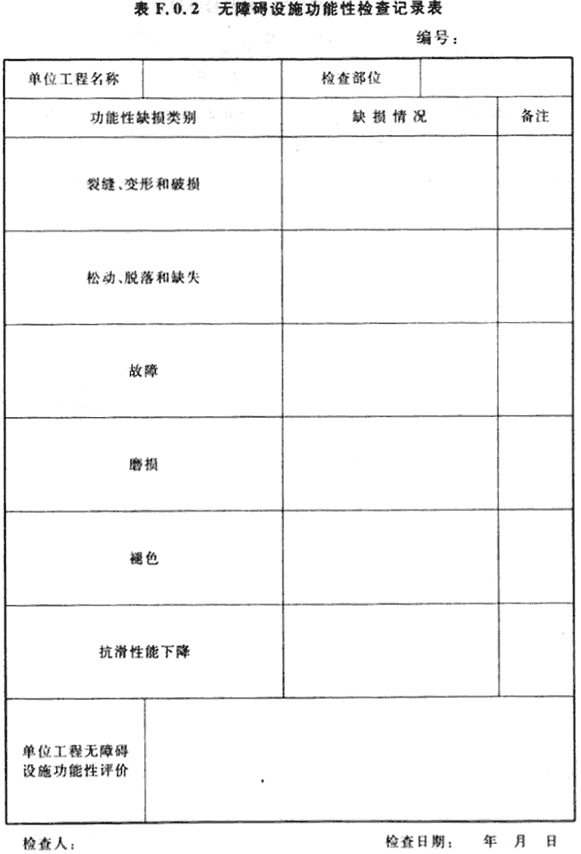 表 F.0.2 无障碍设施功能性检查记录表
编号：
单位工程名称 检查部位
功能性缺损类别 缺损情况 备注
裂缝、变形和破损
松动、脱落和缺失
故障
磨损
褪色
抗滑性能下降
单位工程无障碍
设施功能性评价
检查人： 检查日期： 年 月 日